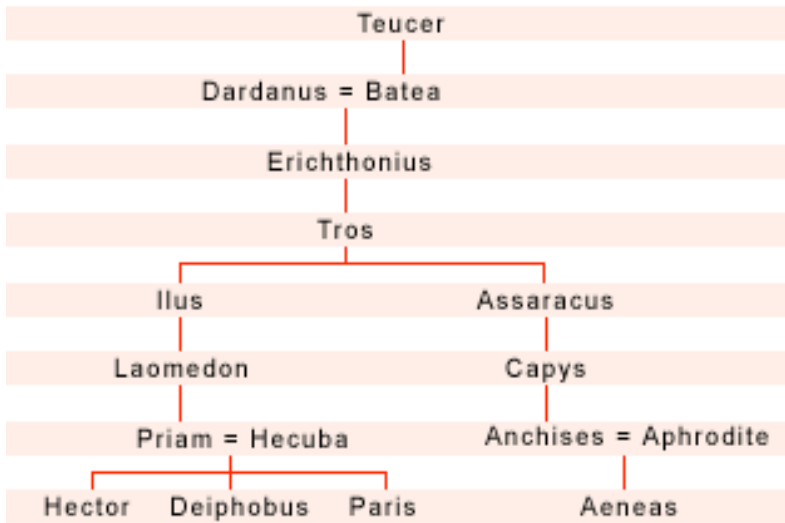 Teucer
Dardanus = Batea
Erichthonius
Tros
Ilus Assaracus
Laomedon Capys
Priam = Hecuba Anchises = Aphrodite
Hector Deiphobus Paris Aeneas